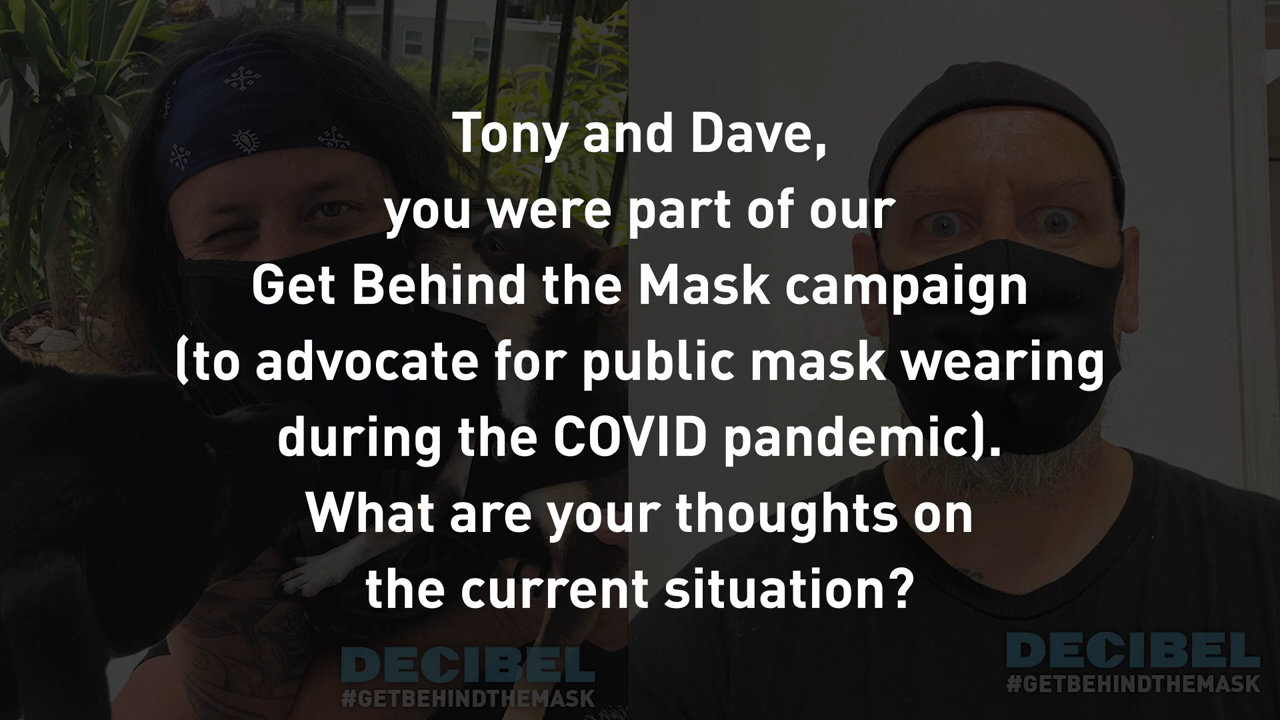 Tony and Dave,
you were part of our
Get Behind the Mask campaign
(to advocate for public mask wearing
during the COVID pandemic).
What are your thoughts on
the current situation?
DECIBEL
#GETBEHINDTHEMASK
DECIBEL
#GETBEHINDTHEMASK